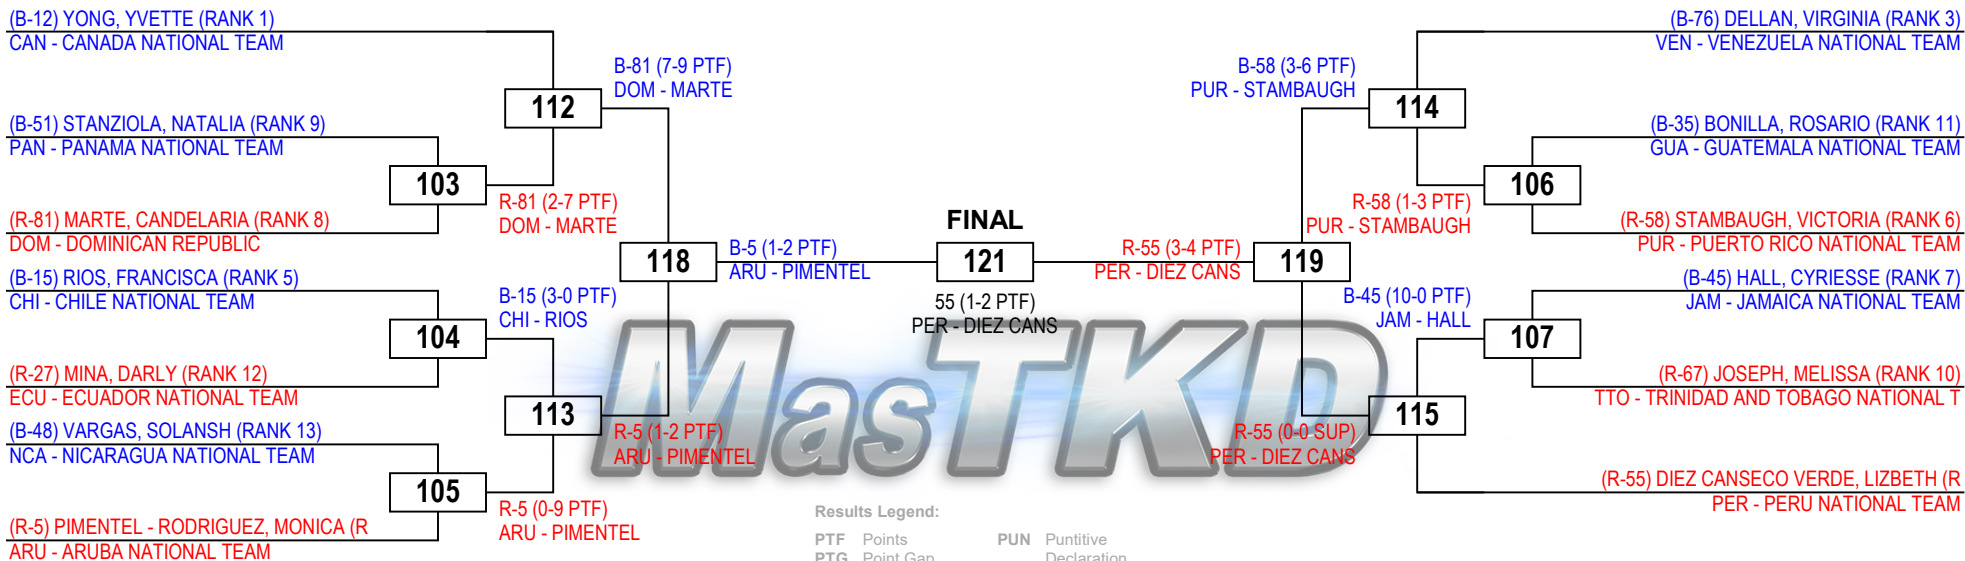 (B-12) YONG, YVETTE (RANK 1)
CAN - CANADA NATIONAL TEAM
(B-51) STANZIOLA, NATALIA (RANK 9)
PAN - PANAMA NATIONAL TEAM
(R-81) MARTE, CANDELARIA (RANK 8)
DOM - DOMINICAN REPUBLIC
(B-15) RIOS, FRANCISCA (RANK 5)
CHI - CHILE NATIONAL TEAM
(R-27) MINA, DARLY (RANK 12)
ECU - ECUADOR NATIONAL TEAM
(B-48) VARGAS, SOLANSH (RANK 13)
NCA - NICARAGUA NATIONAL TEAM
(R-5) PIMENTEL - RODRIGUEZ, MONICA (R
ARU - ARUBA NATIONAL TEAM
103
104
105
R-81 (2-7 PTF)
DOM - MARTE
B-15 (3-0 PTF)
CHI - RIOS
R-5 (0-9 PTF)
ARU - PIMENTEL
112
113
B-81 (7-9 PTF)
DOM - MARTE
R-5 (1-2 PTF)
ARU - PIMENTEL
118
B-5 (1-2 PTF)
ARU - PIMENTEL
FINAL
121
55 (1-2 PTF)
PER - DIEZ CANS
MasTKD
R-55 (3-4 PTF)
PER - DIEZ CANS
119
B-58 (3-6 PTF)
PUR - STAMBAUGH
R-55 (0-0 SUP)
PER - DIEZ CANS
114
115
R-58 (1-3 PTF)
PUR - STAMBAUGH
B-45 (10-0 PTF)
JAM - HALL
106
107
(B-76) DELLAN, VIRGINIA (RANK 3)
VEN - VENEZUELA NATIONAL TEAM
(B-35) BONILLA, ROSARIO (RANK 11)
GUA - GUATEMALA NATIONAL TEAM
(R-58) STAMBAUGH, VICTORIA (RANK 6)
PUR - PUERTO RICO NATIONAL TEAM
(B-45) HALL, CYRIESSE (RANK 7)
JAM - JAMAICA NATIONAL TEAM
(R-67) JOSEPH, MELISSA (RANK 10)
TTO - TRINIDAD AND TOBAGO NATIONAL T
(R-55) DIEZ CANSECO VERDE, LIZBETH (R
PER - PERU NATIONAL TEAM
Results Legend:
PTF Points PUN Puntitive
PTG Point Gap Declaration